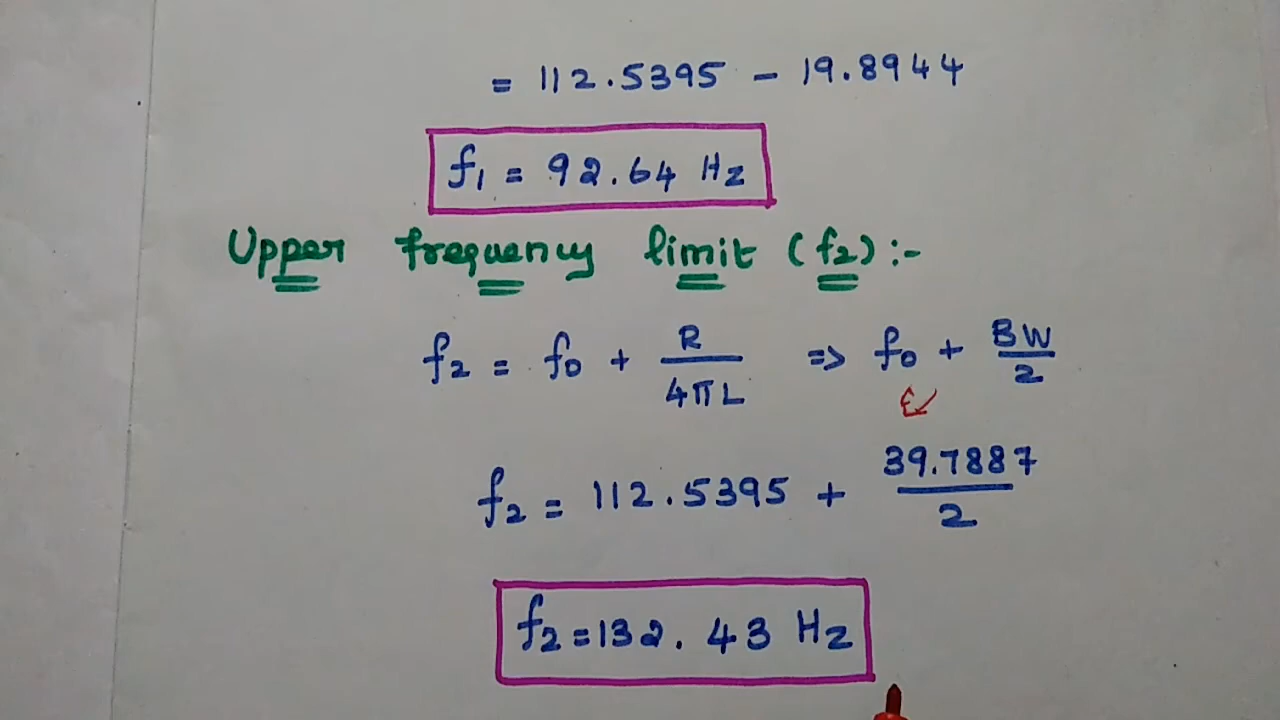 = 112.5395 - 19.8944
f₁ = 92.64 Hz
Upper frequency limit (f₂) :-
f₂ = f₀ + R/4πL ⇒ f₀ + BW/2
f₂ = 112.5395 + 39.7887/2
f₂ = 132.43 Hz